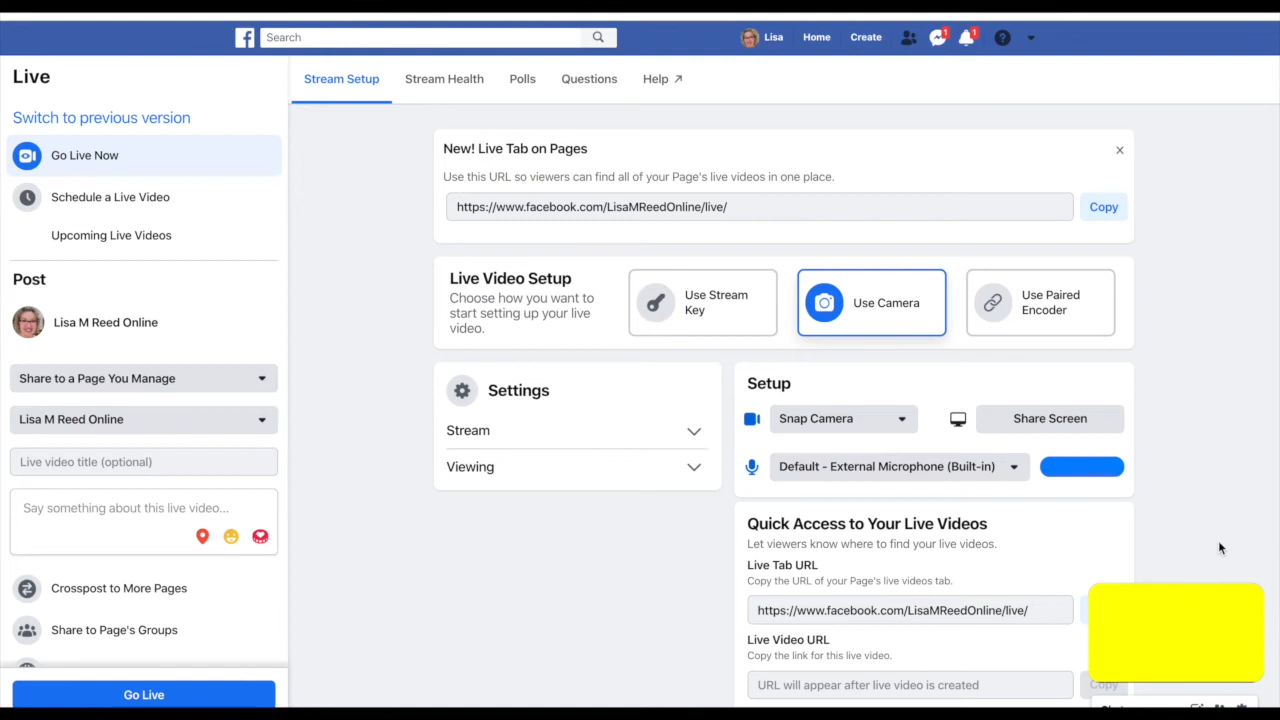 Search
Lisa
Home
Create
1
1
Live
Switch to previous version
Go Live Now
Schedule a Live Video
Upcoming Live Videos
Post
Lisa M Reed Online
Share to a Page You Manage
Lisa M Reed Online
Live video title (optional)
Say something about this live video...
Crosspost to More Pages
Share to Page's Groups
Go Live
Stream Setup
Stream Health
Polls
Questions
Help
New! Live Tab on Pages
Use this URL so viewers can find all of your Page's live videos in one place.
https://www.facebook.com/LisaMReedOnline/live/
Copy
Live Video Setup
Choose how you want to
start setting up your live
video.
Use Stream
Key
Use Camera
Use Paired
Encoder
Settings
Stream
Viewing
Setup
Snap Camera
Share Screen
Default - External Microphone (Built-in)
Quick Access to Your Live Videos
Let viewers know where to find your live videos.
Live Tab URL
Copy the URL of your Page's live videos tab.
https://www.facebook.com/LisaMReedOnline/live/
Live Video URL
Copy the link for this live video.
URL will appear after live video is created
Copy